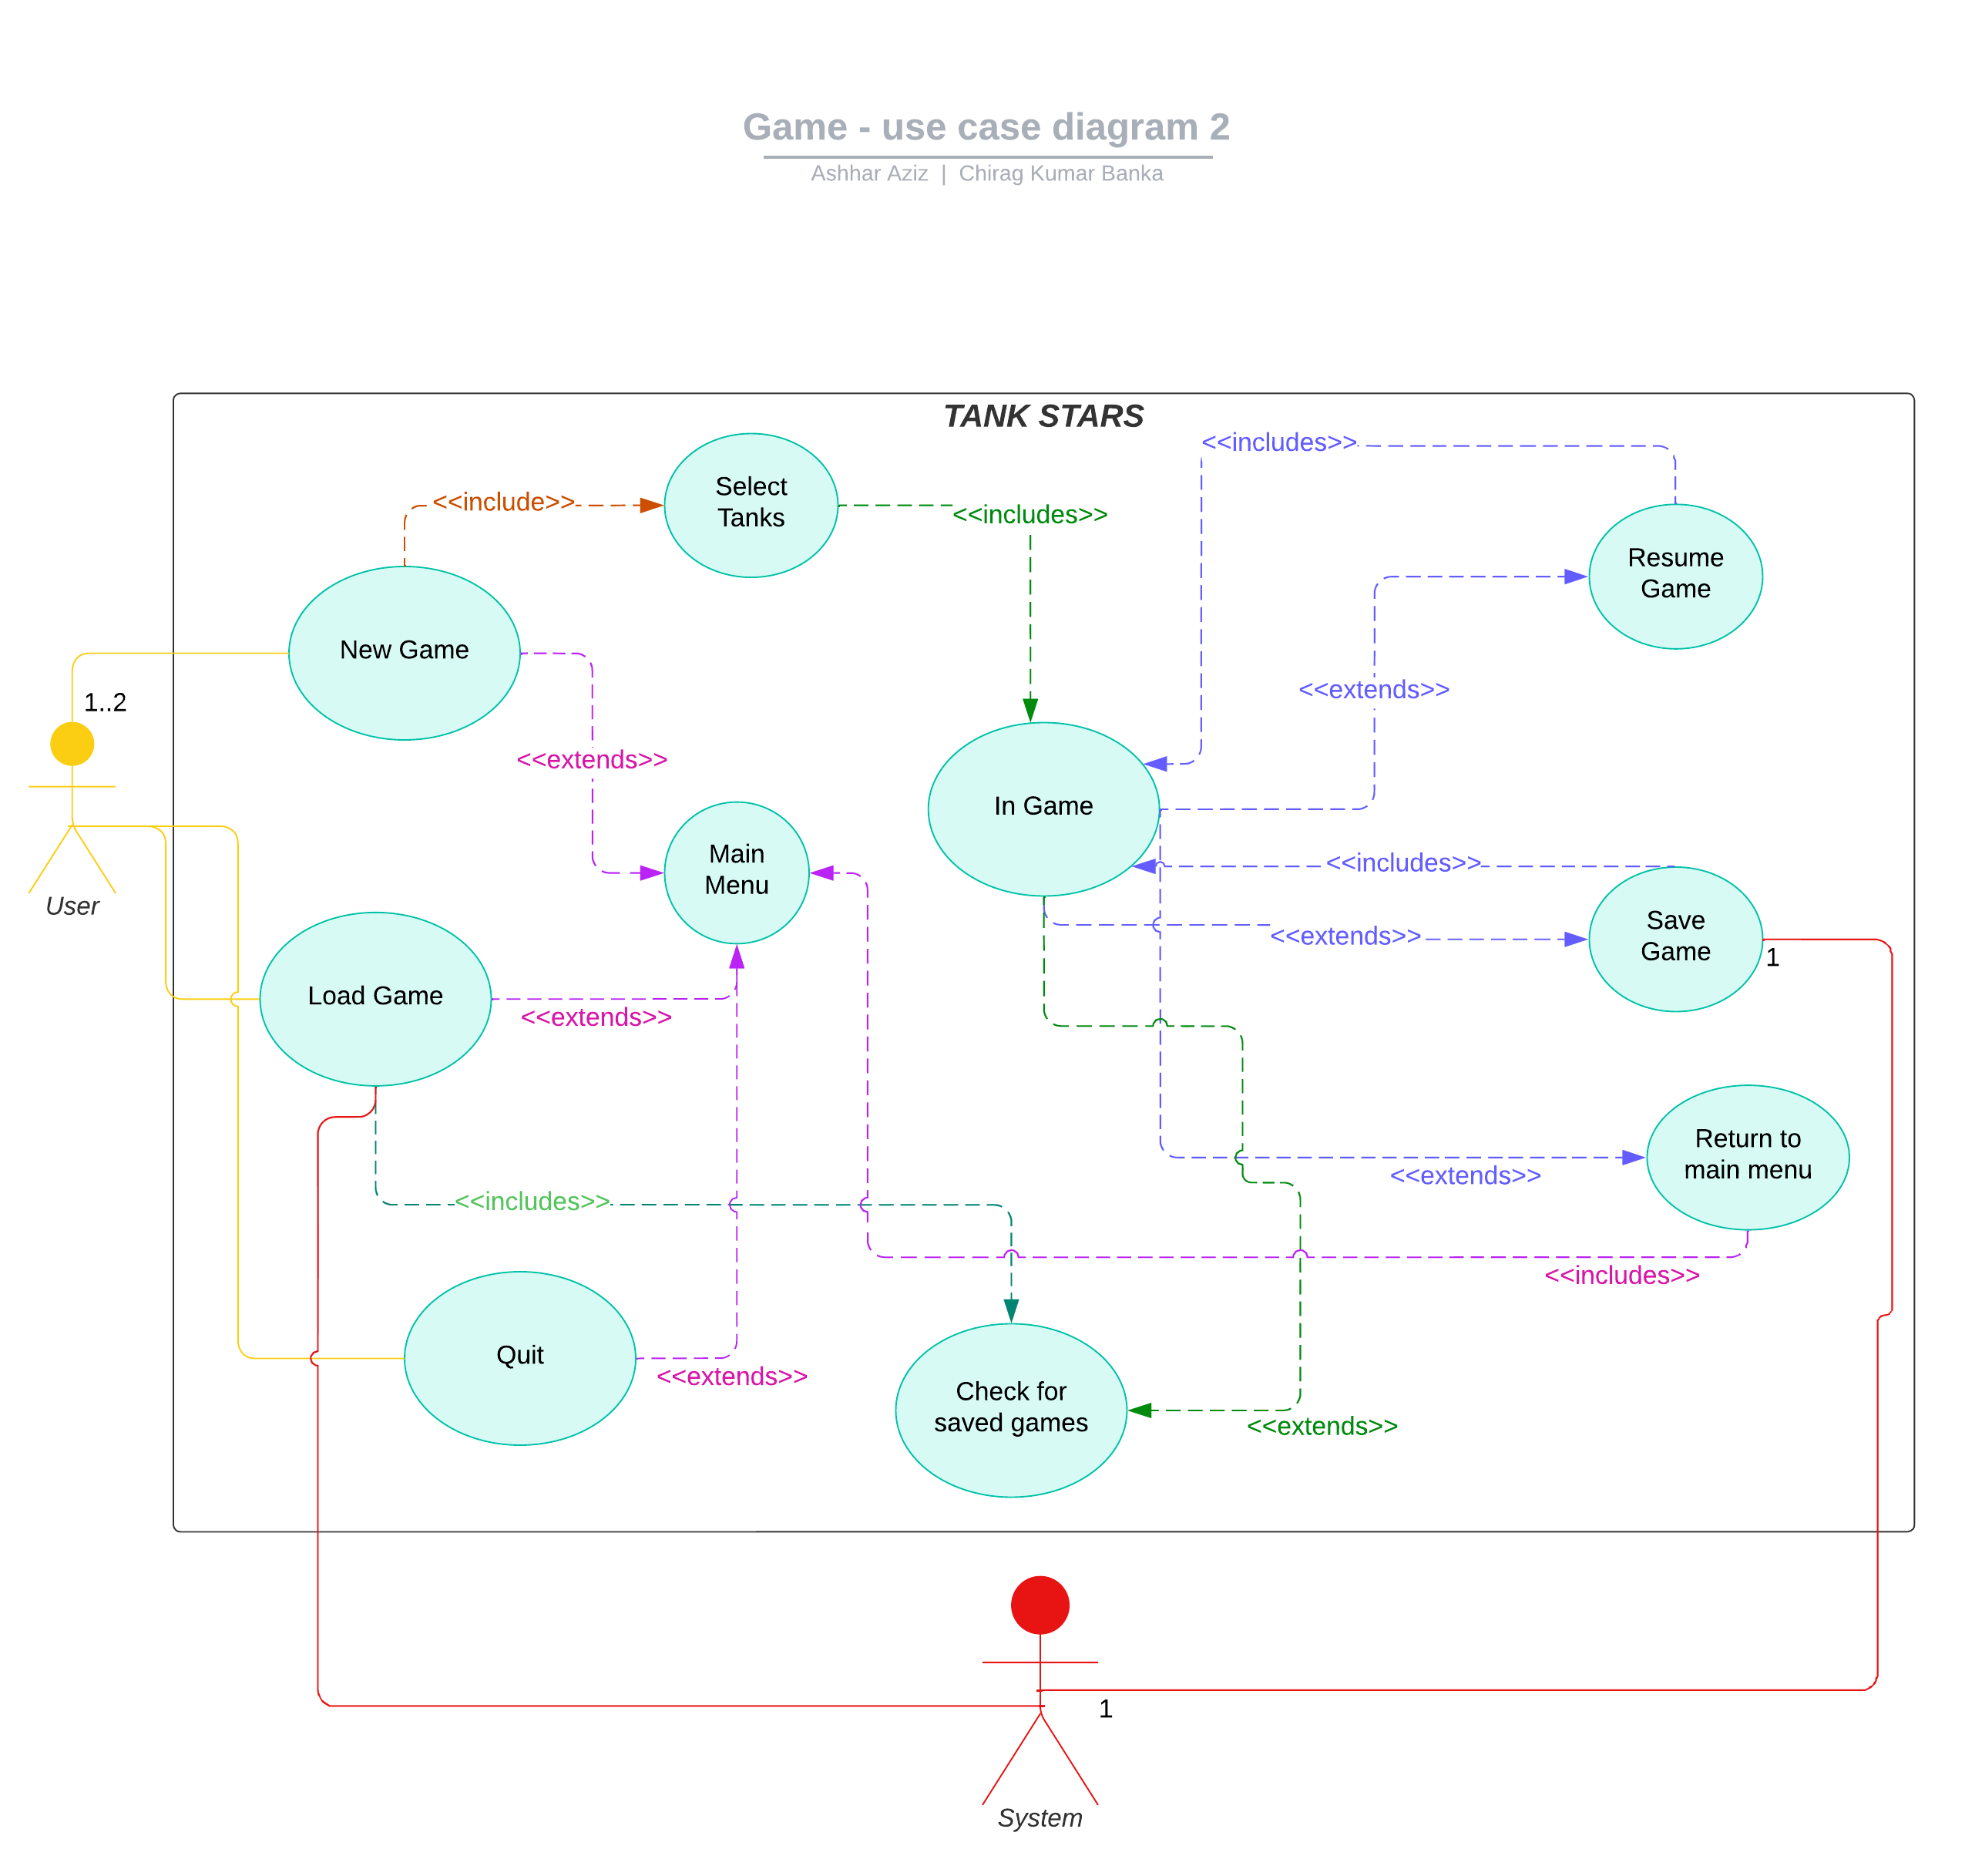 Game - use case diagram 2
Ashhar Aziz | Chirag Kumar Banka
TANK STARS
<<includes>>
Select
Tanks
<<include>>
<<includes>>
Resume
Game
New Game
<<extends>>
1..2
<<extends>>
In Game
Main
Menu
<<includes>>
User
Save
Game
<<extends>>
1
Load Game
<<extends>>
Return to
main menu
<<extends>>
<<includes>>
<<includes>>
Quit
<<extends>>
Check for
saved games
<<extends>>
1
System